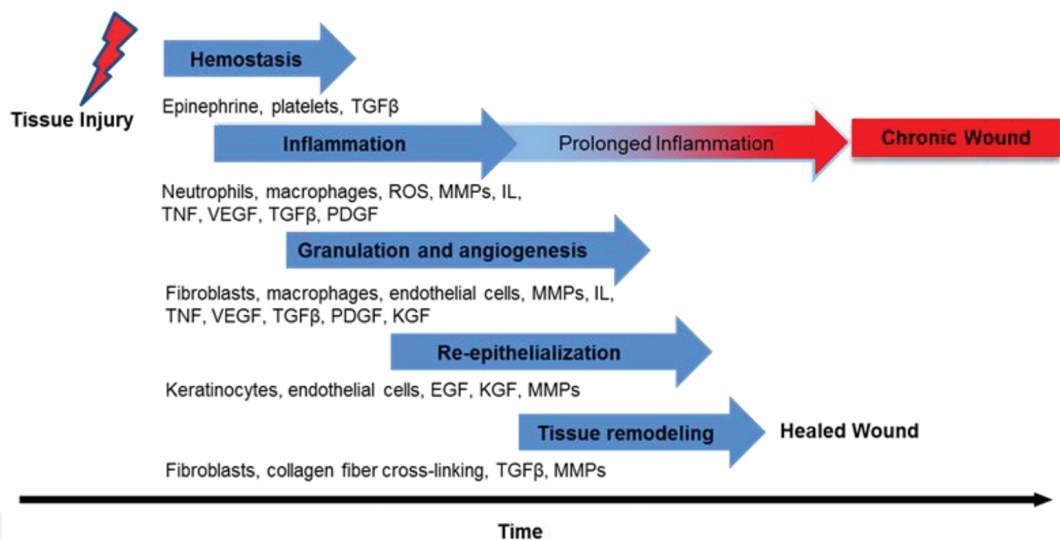 Hemostasis
Tissue Injury
Epinephrine, platelets, TGFβ
Inflammation
Prolonged Inflammation
Chronic Wound
Neutrophils, macrophages, ROS, MMPs, IL,
TNF, VEGF, TGFβ, PDGF
Granulation and angiogenesis
Fibroblasts, macrophages, endothelial cells, MMPs, IL,
TNF, VEGF, TGFβ, PDGF, KGF
Re-epithelialization
Keratinocytes, endothelial cells, EGF, KGF, MMPs
Tissue remodeling
Healed Wound
Fibroblasts, collagen fiber cross-linking, TGFβ, MMPs
Time